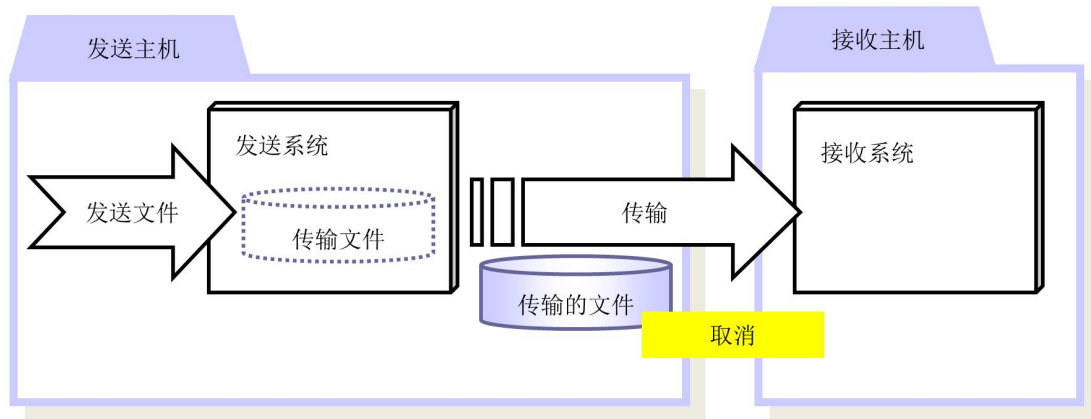 发送主机
接收主机
发送系统
接收系统
发送文件
传输文件
传输
传输的文件
取消